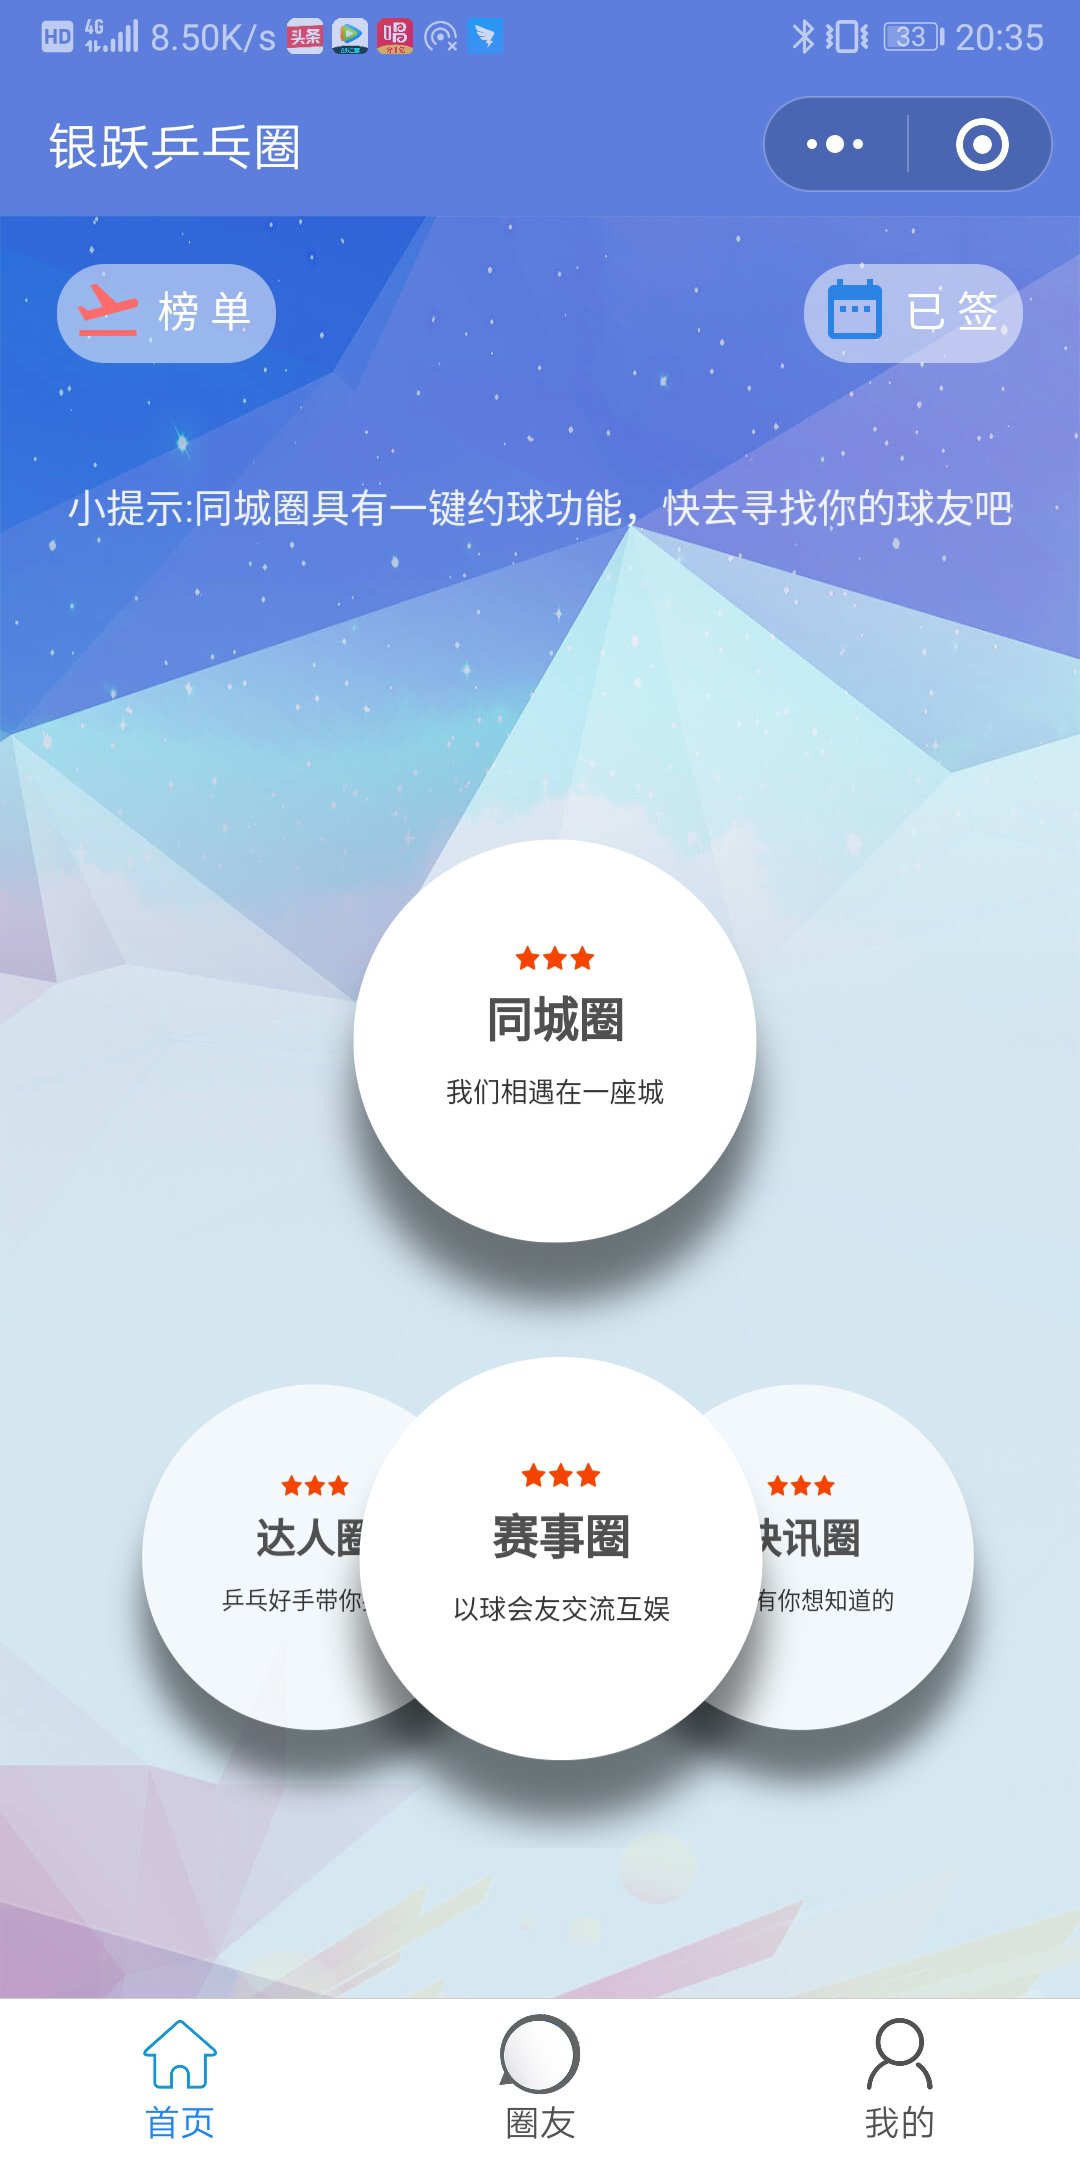 HD 4G 8.50K/s 头条 唱 33 20:35
银跃乒乓圈
榜单
已签
小提示:同城圈具有一键约球功能，快去寻找你的球友吧
同城圈
我们相遇在一座城
达人圈
乒乓好手带你
赛事圈
以球会友交流互娱
快讯圈
有你想知道的
首页
圈友
我的